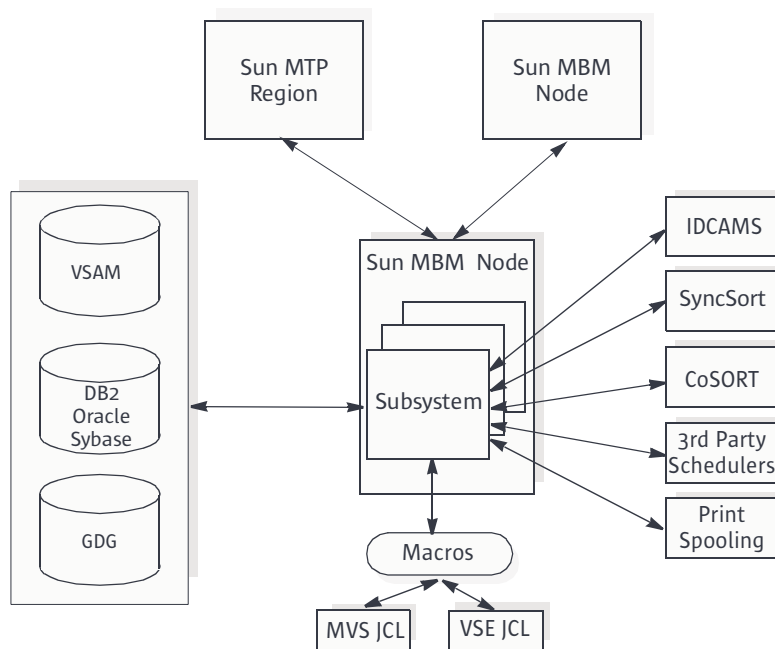 Sun MTP
Region
Sun MBM
Node
VSAM
DB2
Oracle
Sybase
GDG
Sun MBM Node
Subsystem
IDCAMS
SyncSort
CoSORT
3rd Party
Schedulers
Print
Spooling
Macros
MVS JCL
VSE JCL